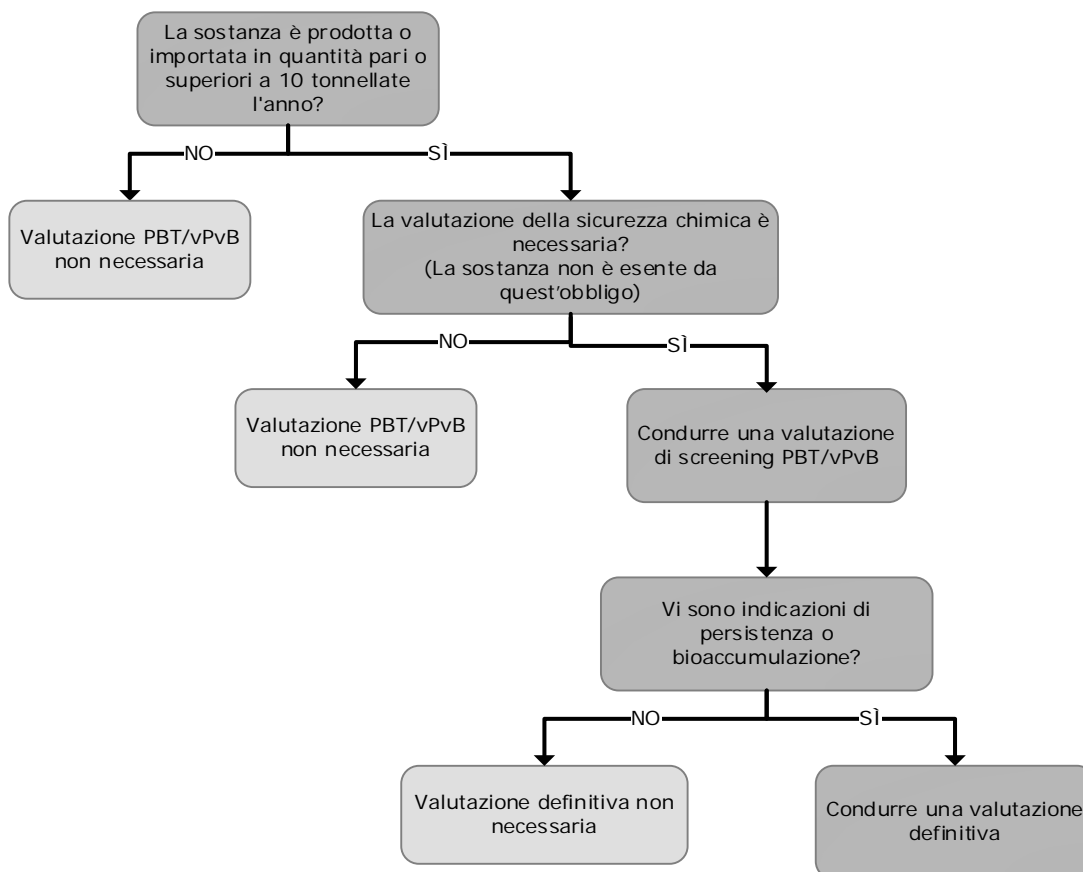 La sostanza è prodotta o
importata in quantità pari o
superiori a 10 tonnellate
l'anno?
NO
SÌ
Valutazione PBT/vPvB
non necessaria
La valutazione della sicurezza chimica è
necessaria?
(La sostanza non è esente da
quest'obbligo)
NO
SÌ
Valutazione PBT/vPvB
non necessaria
Condurre una valutazione
di screening PBT/vPvB
Vi sono indicazioni di
persistenza o
bioaccumulazione?
NO
SÌ
Valutazione definitiva non
necessaria
Condurre una valutazione
definitiva